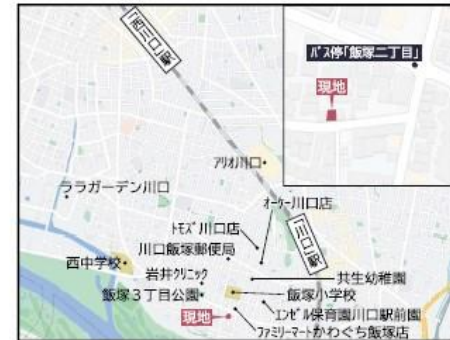 「西川口」駅
バス停「飯塚二丁目」
現地
アリオ川口
オーケー川口店
ララガーデン川口
トモズ川口店
「川口」駅
川口飯塚郵便局
西中学校
岩井クリニック
共生幼稚園
飯塚3丁目公園
飯塚小学校
エンゼル保育園川口駅前園
現地
ファミリーマートかわぐち飯塚店